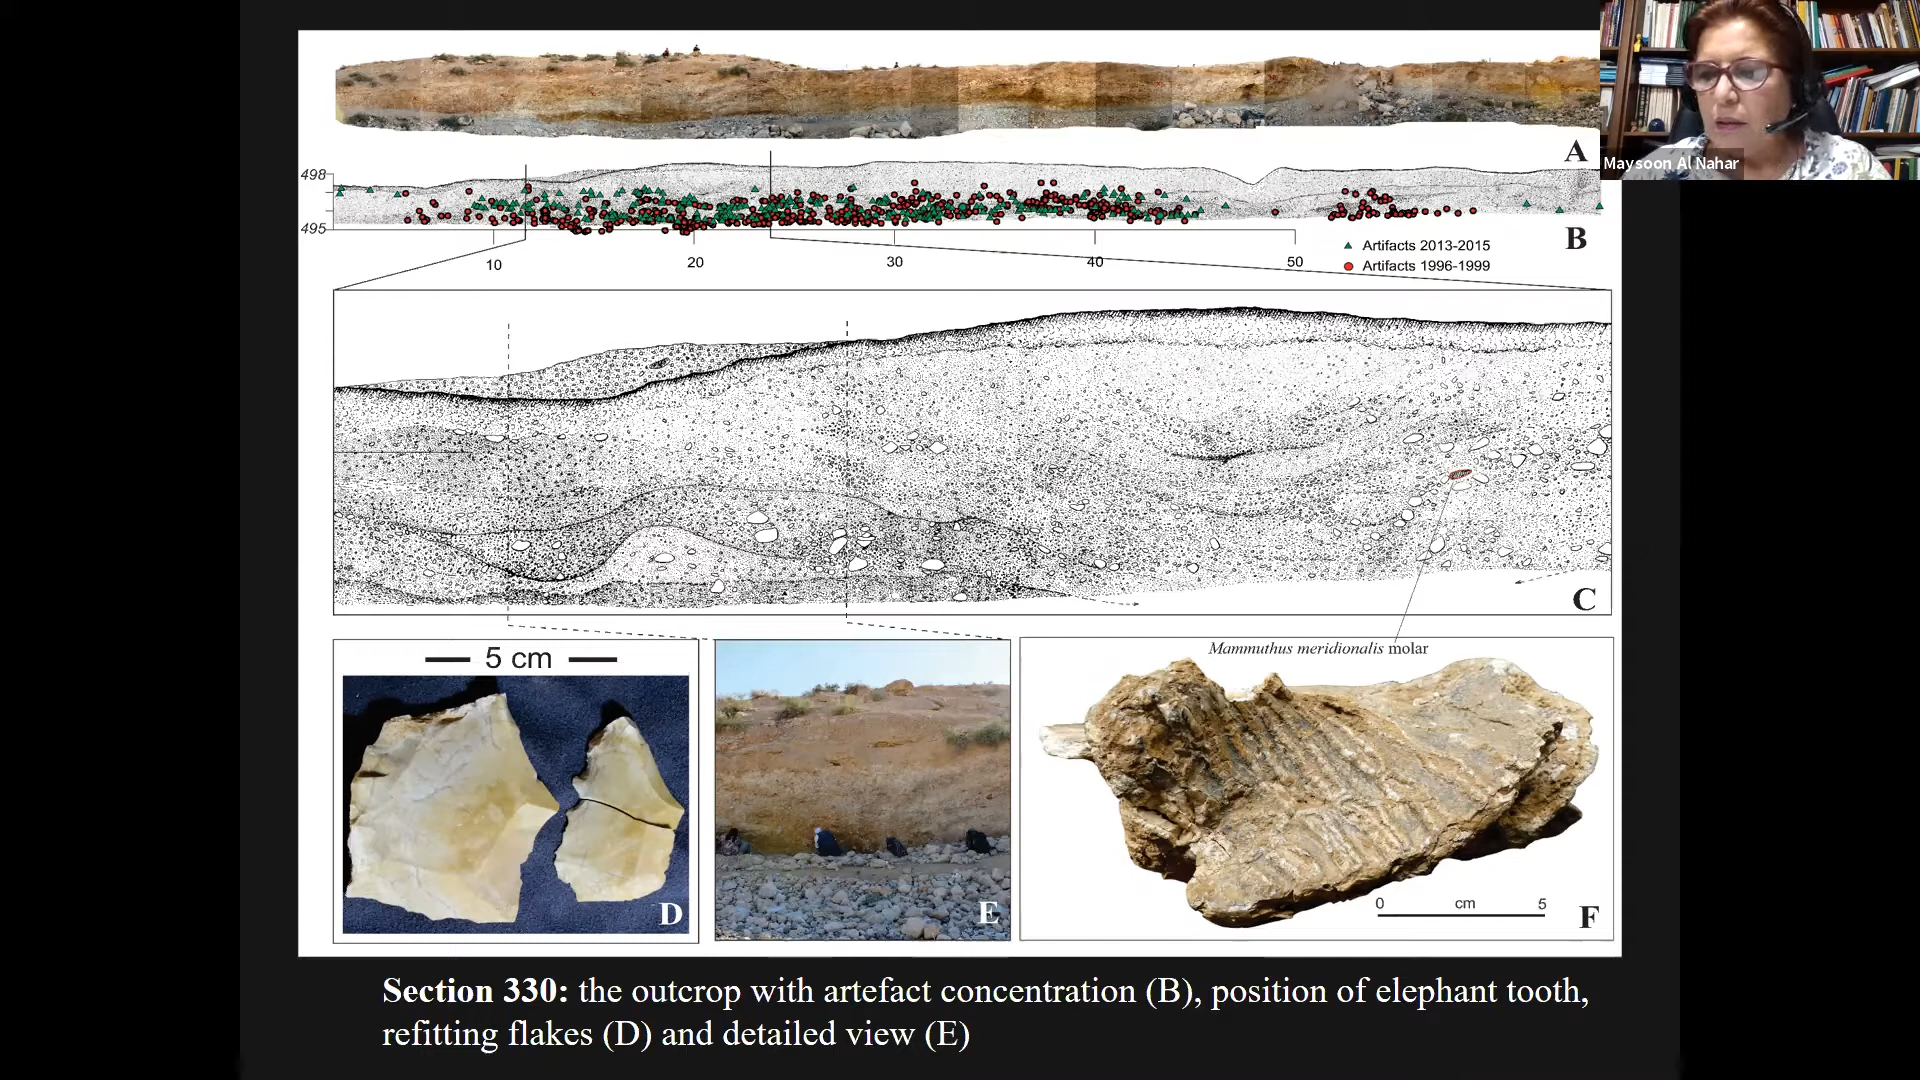 A
Maysoon Al Nahar
498
495
B
10
20
30
40
50
Artifacts 2013-2015
Artifacts 1996-1999
C
Mammuthus meridionalis molar
5 cm
D
E
0 cm 5
F
Section 330: the outcrop with artefact concentration (B), position of elephant tooth,
refitting flakes (D) and detailed view (E)